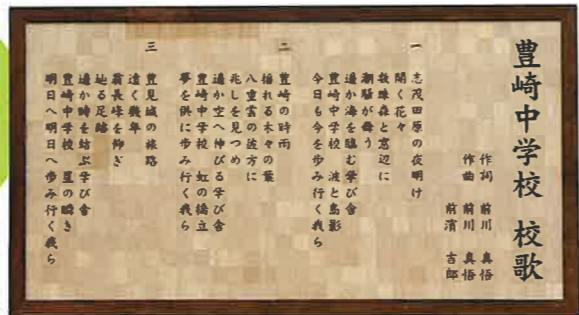 豊崎中学校 校歌
作詞 前川 真悟
作曲 前川 真悟
前濱 吉郎
一
志茂田原の夜明け
開く花々
敦珠森と窓辺に
潮騒が舞う
遥か海を臨む学び舎
豊崎中学校 波と鳥影
今日も今を歩み行く我ら
二
豊崎の時雨
揺れる木々の葉
八重雲の彼方に
兆しを見つめ
遥か空へ伸びる学び舎
豊崎中学校 虹の橋立
夢を供に歩み行く我ら
三
豊見城の旅路
遠く幾年
翁長峰を仰ぎ
辿る足跡
遥か時を結ぶ学び舎
豊崎中学校 星の瞬き
明日へ明日へ歩み行く我ら